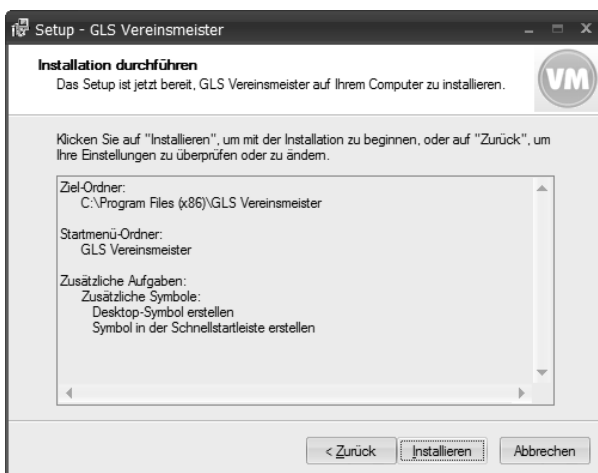 Setup - GLS Vereinsmeister
Installation durchführen
Das Setup ist jetzt bereit, GLS Vereinsmeister auf Ihrem Computer zu installieren.
VM
Klicken Sie auf "Installieren", um mit der Installation zu beginnen, oder auf "Zurück", um
Ihre Einstellungen zu überprüfen oder zu ändern.
Ziel-Ordner:
C:\Program Files (x86)\GLS Vereinsmeister
Startmenü-Ordner:
GLS Vereinsmeister
Zusätzliche Aufgaben:
Zusätzliche Symbole:
Desktop-Symbol erstellen
Symbol in der Schnellstartleiste erstellen
< Zurück Installieren Abbrechen